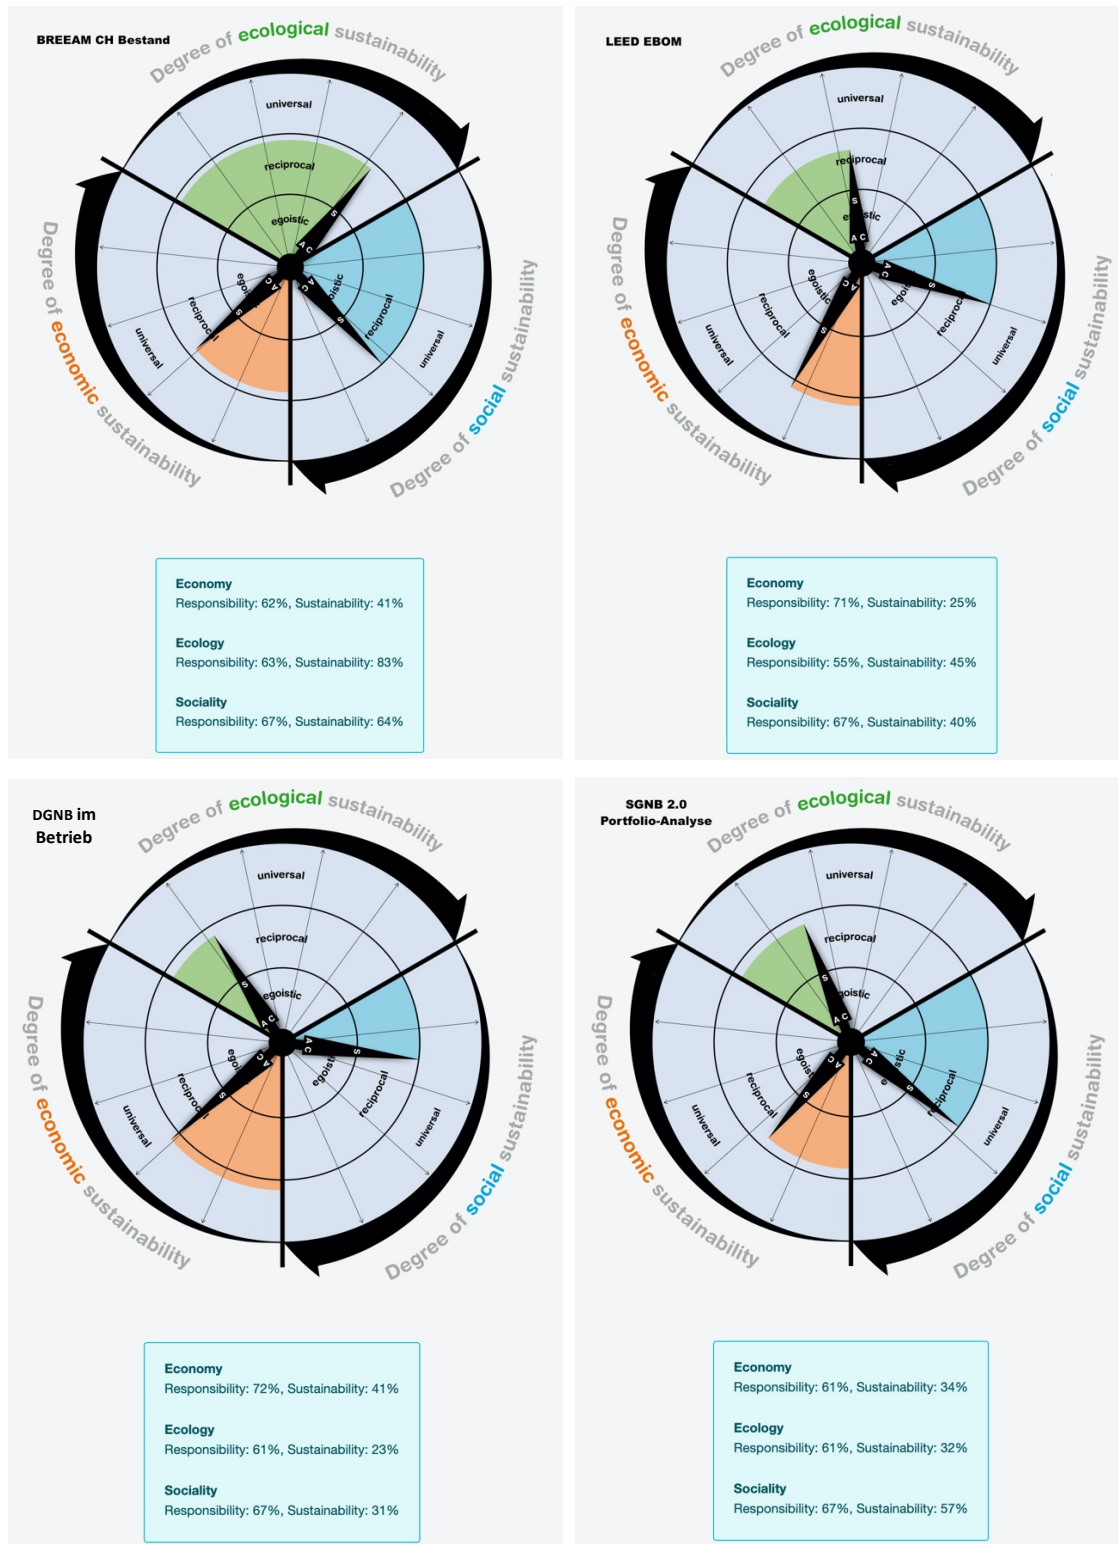 BREEAM CH Bestand
Degree of ecological sustainability
universal
reciprocal
egoistic
S
A C
Degree of economic sustainability
universal
reciprocal
A C
S
Degree of social sustainability
A C
S
reciprocal
universal
Economy
Responsibility: 62%, Sustainability: 41%
Ecology
Responsibility: 63%, Sustainability: 83%
Sociality
Responsibility: 67%, Sustainability: 64%
LEED EBOM
Degree of ecological sustainability
universal
reciprocal
S
A C
Degree of economic sustainability
universal
reciprocal
egoistic
A C
S
Degree of social sustainability
A C
S
reciprocal
universal
Economy
Responsibility: 71%, Sustainability: 25%
Ecology
Responsibility: 55%, Sustainability: 45%
Sociality
Responsibility: 67%, Sustainability: 40%
DGNB im
Betrieb
Degree of ecological sustainability
universal
reciprocal
egoistic
S
A C
Degree of economic sustainability
universal
reciprocal
A C
S
Degree of social sustainability
A C
S
egoistic
reciprocal
universal
Economy
Responsibility: 72%, Sustainability: 41%
Ecology
Responsibility: 61%, Sustainability: 23%
Sociality
Responsibility: 67%, Sustainability: 31%
SGNB 2.0
Portfolio-Analyse
Degree of ecological sustainability
universal
reciprocal
S
A C
Degree of economic sustainability
universal
reciprocal
egoistic
A C
S
Degree of social sustainability
A C
S
reciprocal
universal
Economy
Responsibility: 61%, Sustainability: 34%
Ecology
Responsibility: 61%, Sustainability: 32%
Sociality
Responsibility: 67%, Sustainability: 57%